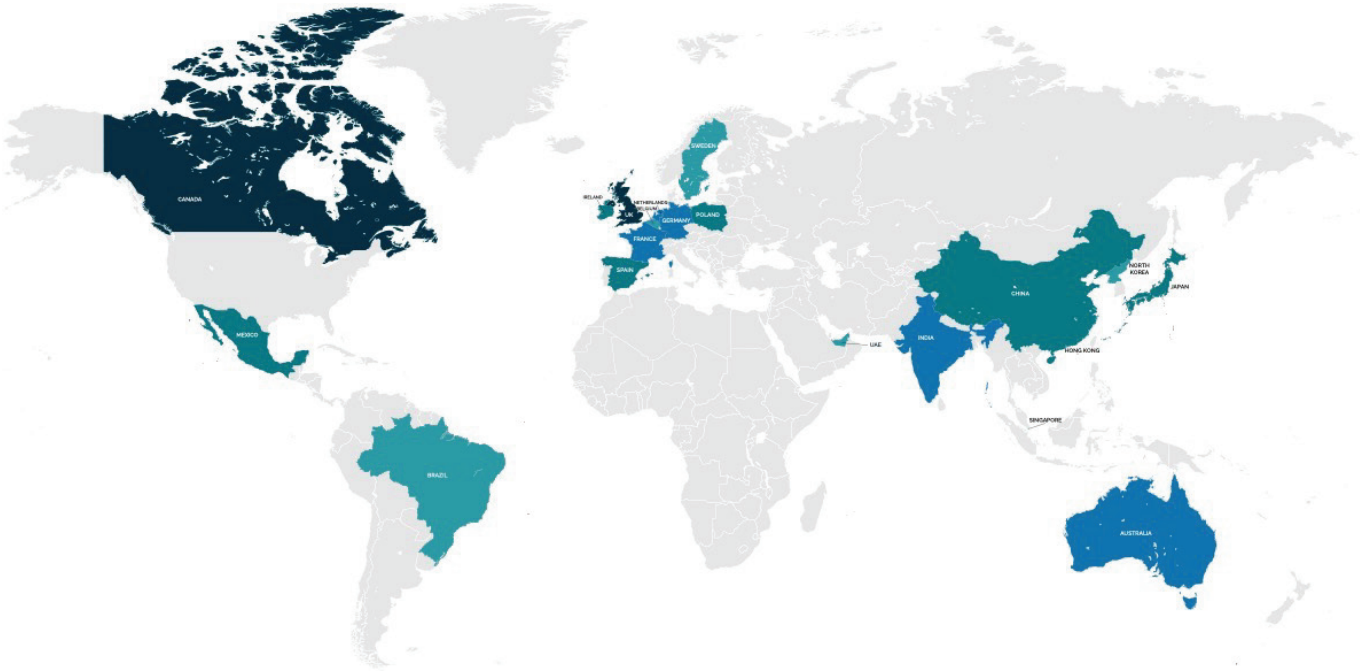 CANADA
MEXICO
BRAZIL
SWEDEN
IRELAND
UK
NETHERLANDS
BELGIUM
GERMANY
POLAND
FRANCE
SPAIN
UAE
INDIA
CHINA
NORTH
KOREA
JAPAN
HONG KONG
SINGAPORE
AUSTRALIA